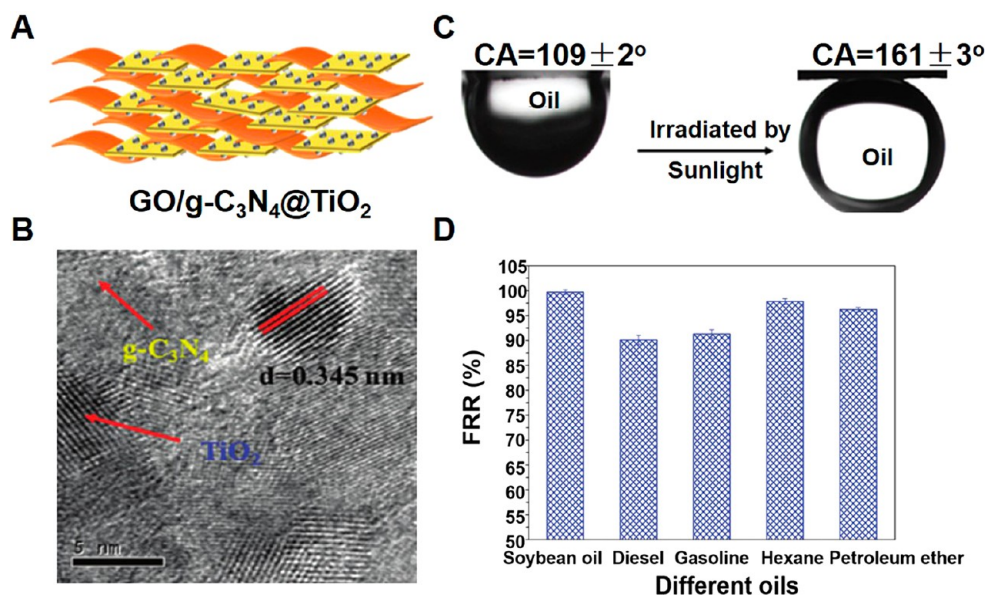 A
GO/g-C₃N₄@TiO₂
B
g-C₃N₄
d=0.345 nm
TiO₂
5 nm
C
CA=109±2°
Oil
Irradiated by
Sunlight
CA=161±3°
Oil
D
FRR (%)
105
100
95
90
85
80
75
70
65
60
55
50
Soybean oil Diesel Gasoline Hexane Petroleum ether
Different oils